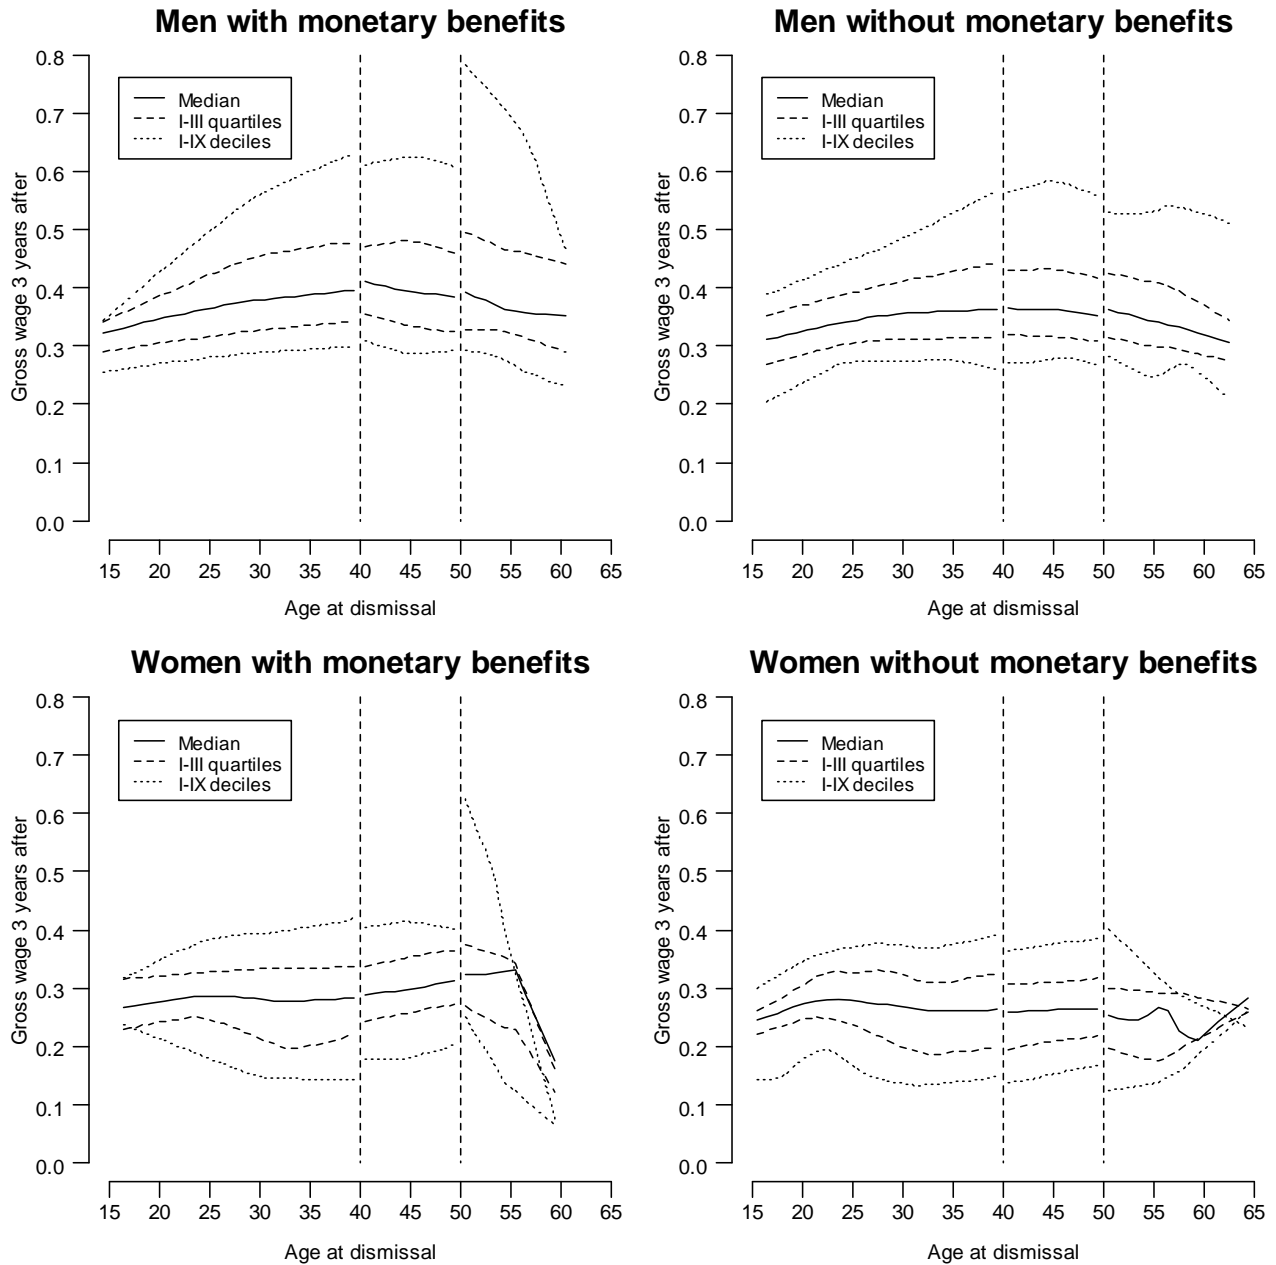 Men with monetary benefits
Gross wage 3 years after
0.8
0.7
0.6
0.5
0.4
0.3
0.2
0.1
0.0
Median
I-III quartiles
I-IX deciles
15 20 25 30 35 40 45 50 55 60 65
Age at dismissal
Men without monetary benefits
Gross wage 3 years after
0.8
0.7
0.6
0.5
0.4
0.3
0.2
0.1
0.0
Median
I-III quartiles
I-IX deciles
15 20 25 30 35 40 45 50 55 60 65
Age at dismissal
Women with monetary benefits
Gross wage 3 years after
0.8
0.7
0.6
0.5
0.4
0.3
0.2
0.1
0.0
Median
I-III quartiles
I-IX deciles
15 20 25 30 35 40 45 50 55 60 65
Age at dismissal
Women without monetary benefits
Gross wage 3 years after
0.8
0.7
0.6
0.5
0.4
0.3
0.2
0.1
0.0
Median
I-III quartiles
I-IX deciles
15 20 25 30 35 40 45 50 55 60 65
Age at dismissal